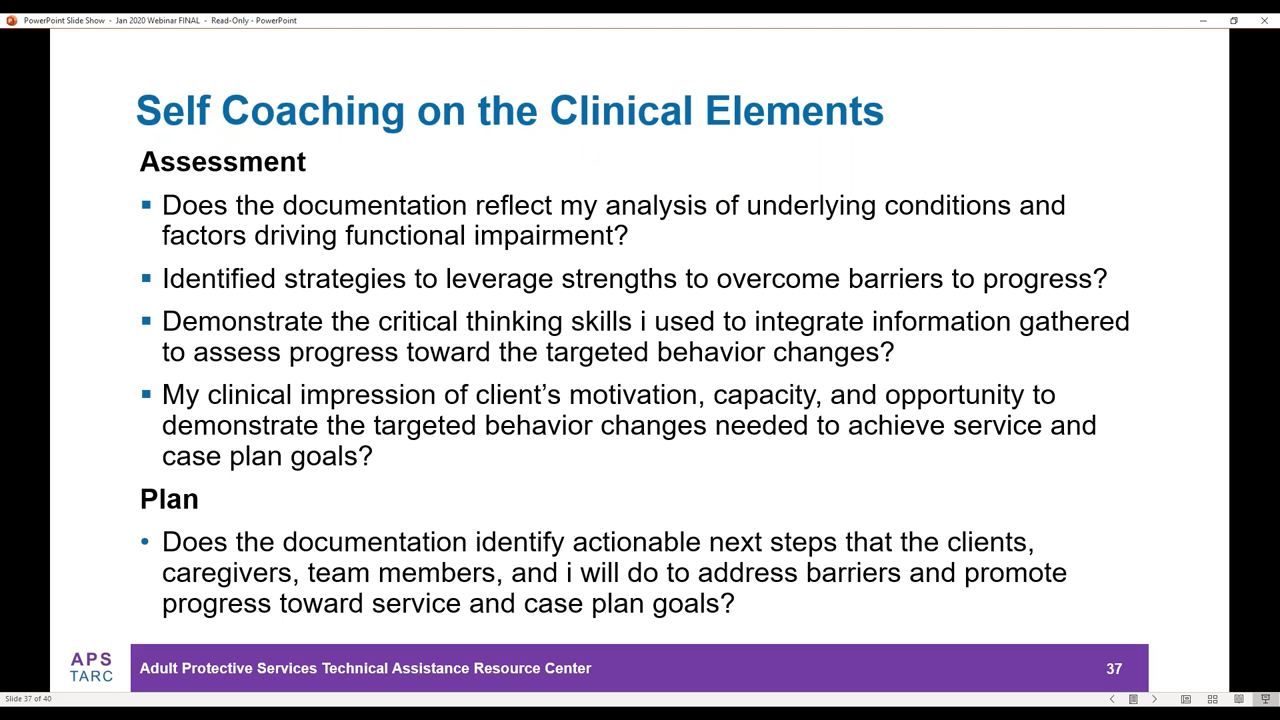 PowerPoint Slide Show - Jan 2020 Webinar FINAL - Read-Only - PowerPoint
Self Coaching on the Clinical Elements
Assessment
Does the documentation reflect my analysis of underlying conditions and
factors driving functional impairment?
Identified strategies to leverage strengths to overcome barriers to progress?
Demonstrate the critical thinking skills i used to integrate information gathered
to assess progress toward the targeted behavior changes?
My clinical impression of client’s motivation, capacity, and opportunity to
demonstrate the targeted behavior changes needed to achieve service and
case plan goals?
Plan
• Does the documentation identify actionable next steps that the clients,
caregivers, team members, and i will do to address barriers and promote
progress toward service and case plan goals?
APS
TARC
Adult Protective Services Technical Assistance Resource Center
37
Slide 37 of 40